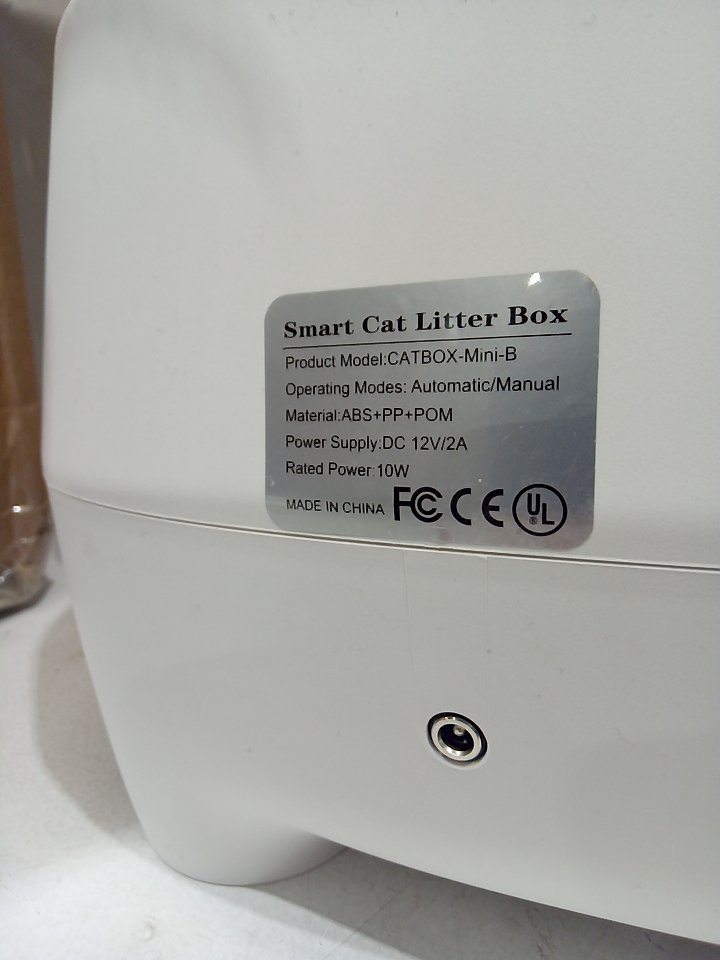 Smart Cat Litter Box
Product Model:CATBOX-Mini-B
Operating Modes: Automatic/Manual
Material:ABS+PP+POM
Power Supply:DC 12V/2A
Rated Power:10W
MADE IN CHINA FC CE UL®